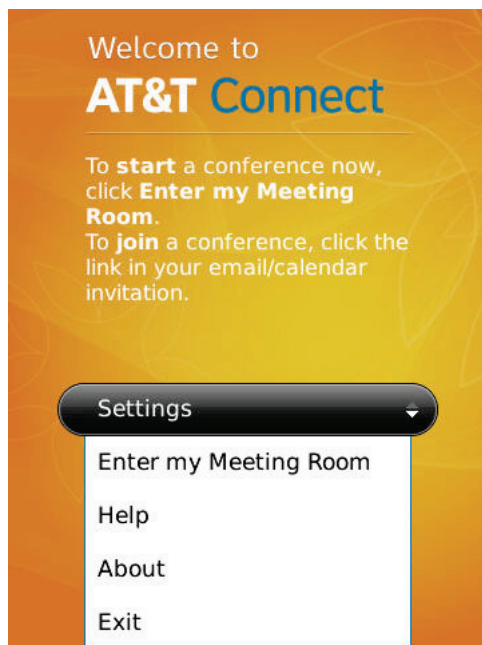 Welcome to
AT&T Connect
To start a conference now,
click Enter my Meeting
Room.
To join a conference, click the
link in your email/calendar
invitation.
Settings
Enter my Meeting Room
Help
About
Exit